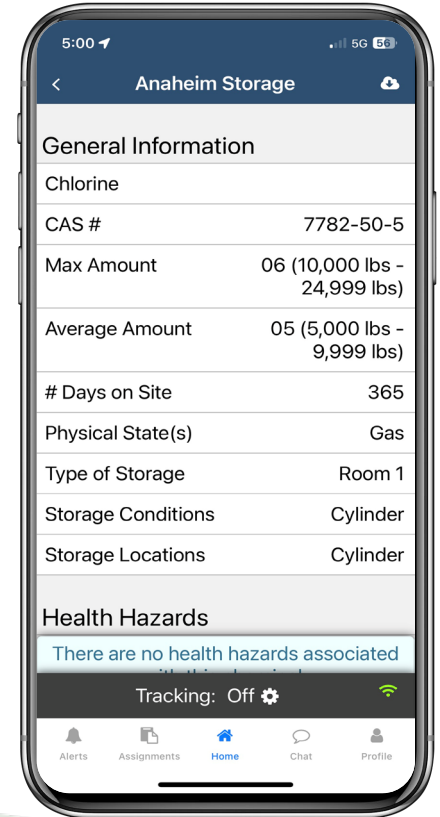 5:00
5G 56
Anaheim Storage
General Information
Chlorine
CAS # 7782-50-5
Max Amount 06 (10,000 lbs -
24,999 lbs)
Average Amount 05 (5,000 lbs -
9,999 lbs)
# Days on Site 365
Physical State(s) Gas
Type of Storage Room 1
Storage Conditions Cylinder
Storage Locations Cylinder
Health Hazards
There are no health hazards associated
Tracking: Off
Alerts Assignments Home Chat Profile